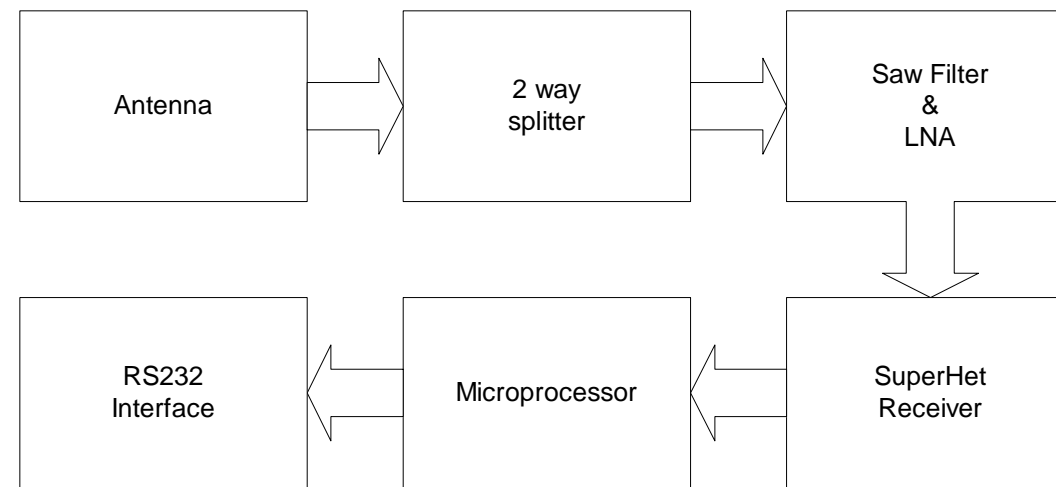 Antenna
2 way
splitter
Saw Filter
&
LNA
RS232
Interface
Microprocessor
SuperHet
Receiver